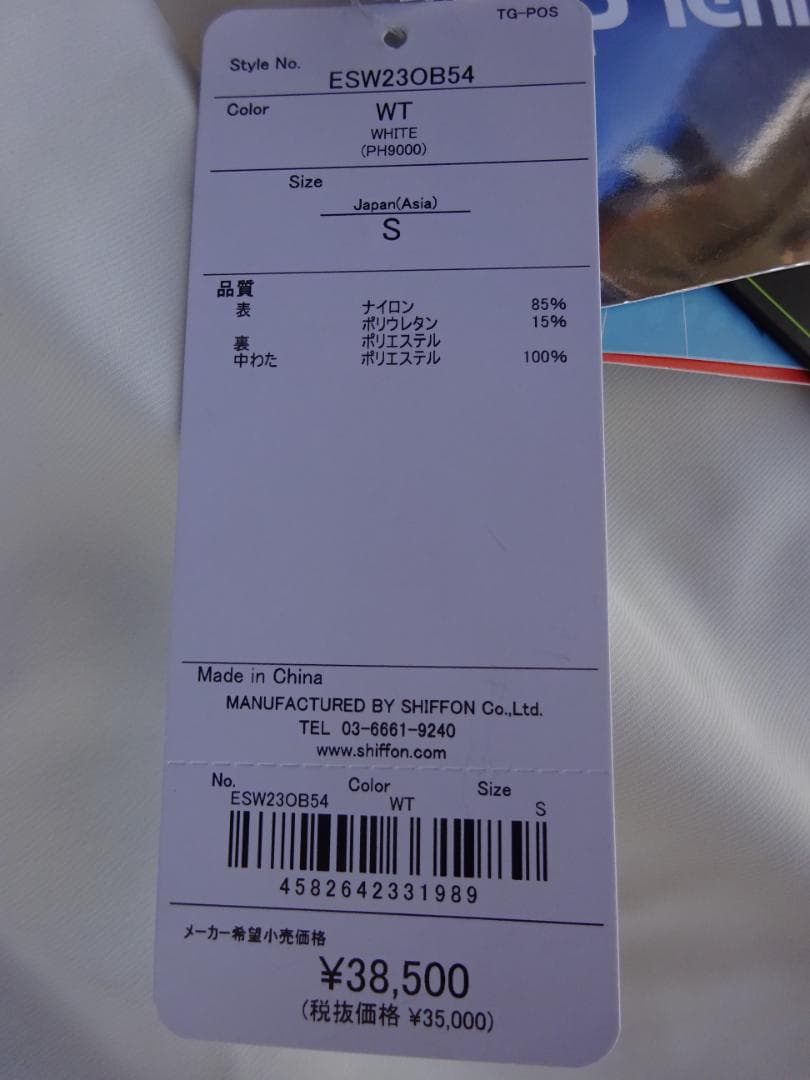 TG-POS
Style No.
ESW23OB54
Color
WT
WHITE
(PH9000)
Size
Japan(Asia)
S
品質
表 ナイロン 85%
ポリウレタン 15%
裏 ポリエステル
中わた ポリエステル 100%
Made in China
MANUFACTURED BY SHIFFON Co.,Ltd.
TEL 03-6661-9240
www.shiffon.com
No. Color Size
ESW23OB54 WT S
4582642331989
メーカー希望小売価格
¥38,500
(税抜価格 ¥35,000)